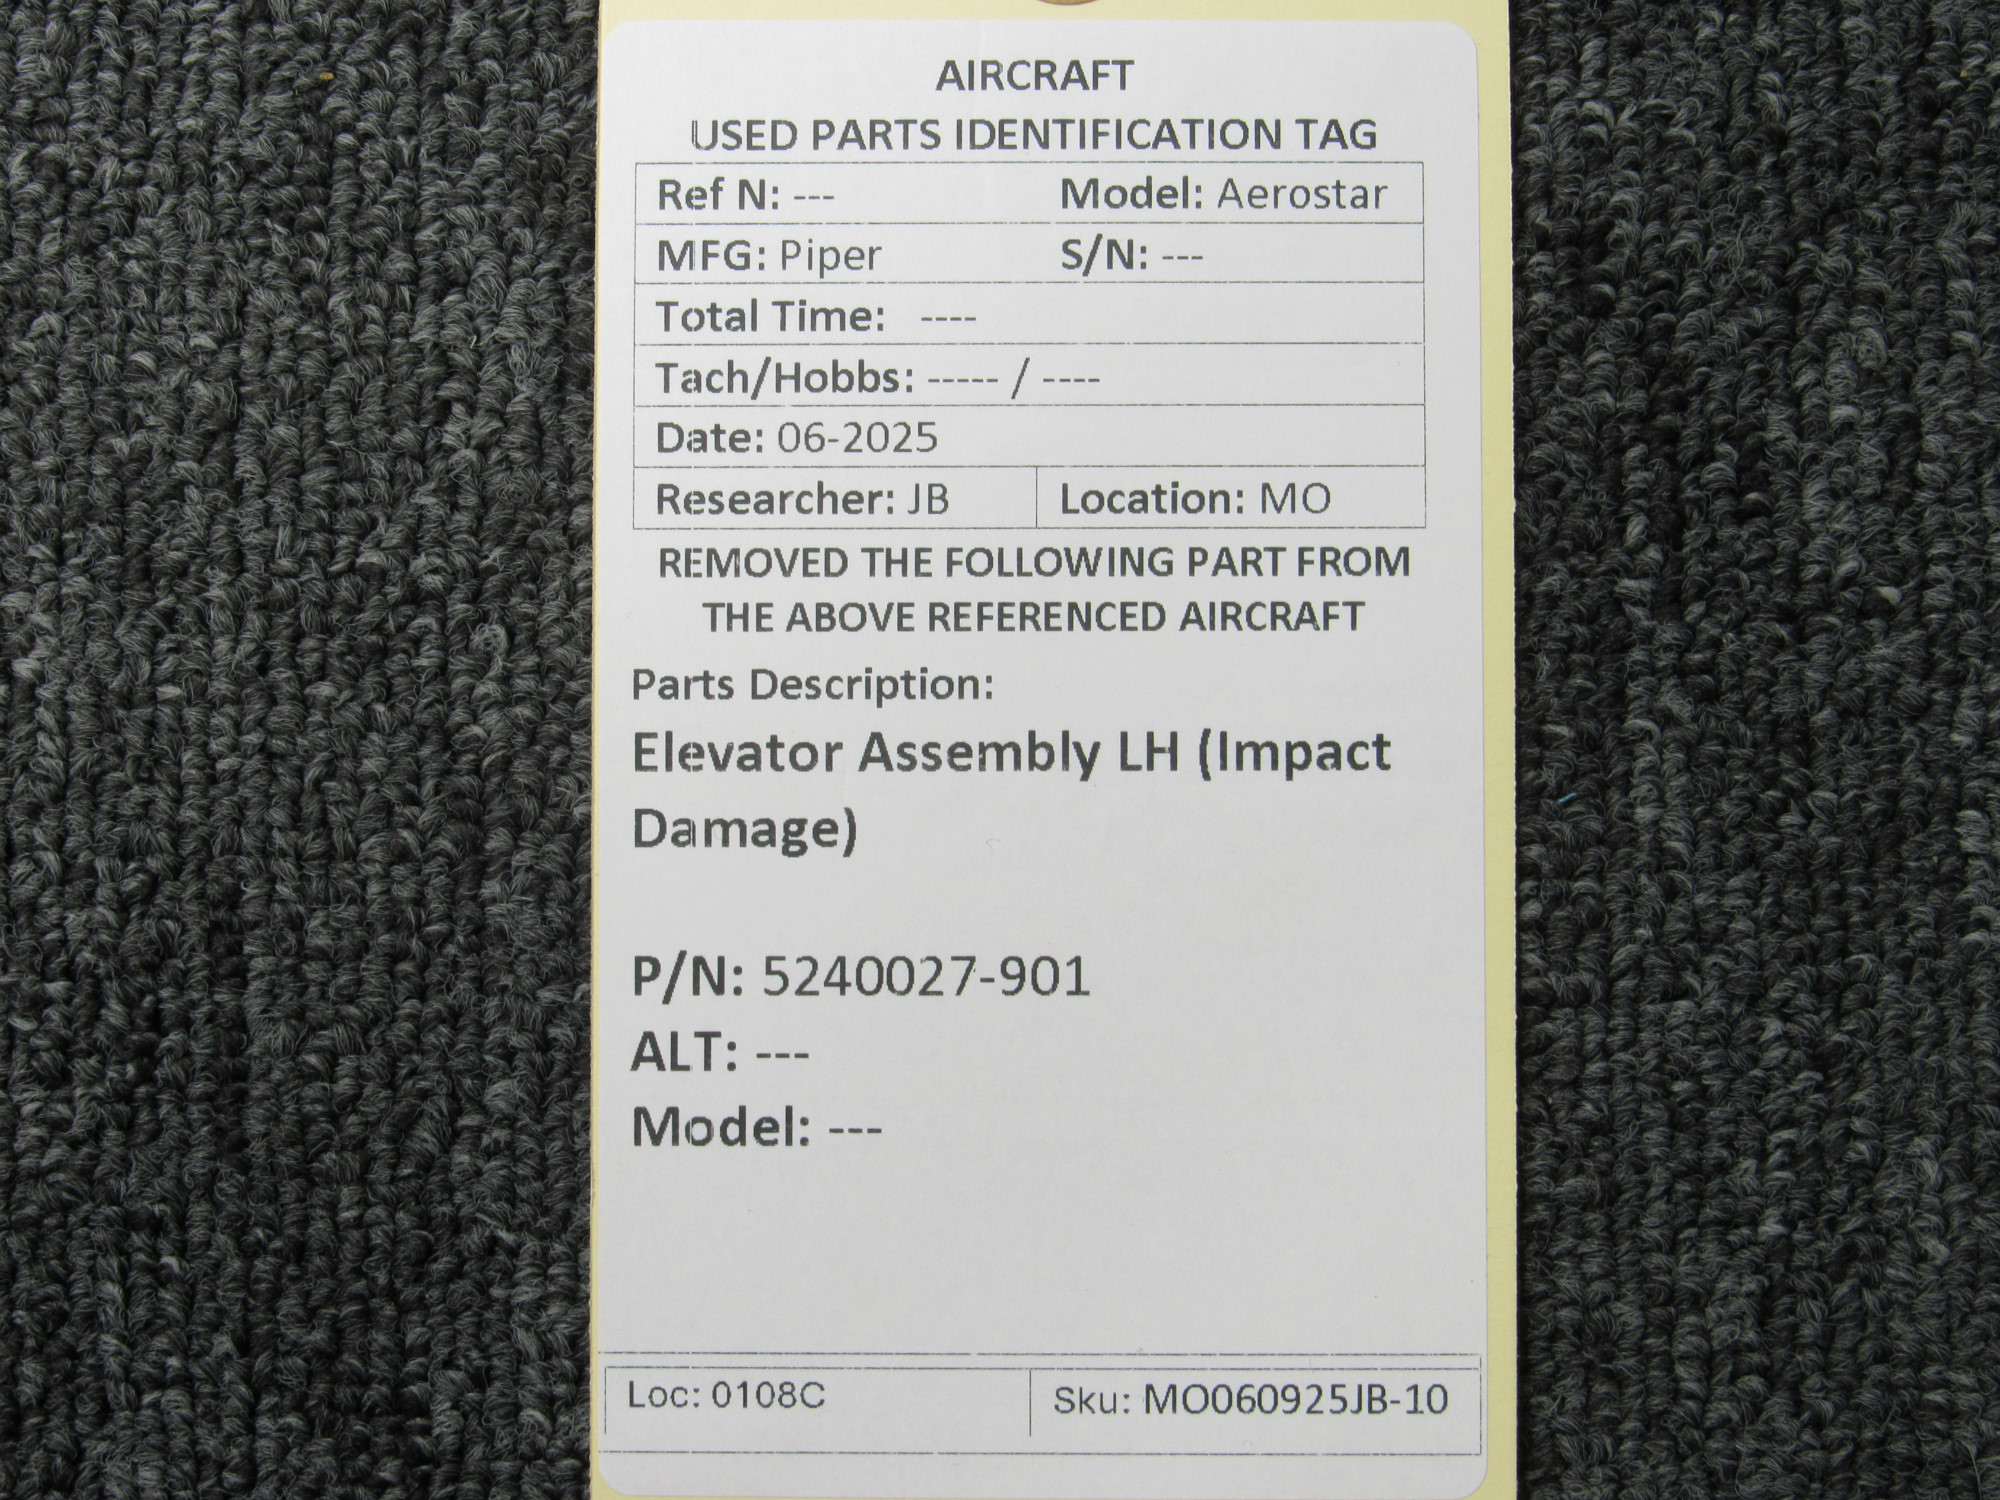 AIRCRAFT
USED PARTS IDENTIFICATION TAG
Ref N: --- Model: Aerostar
MFG: Piper S/N: ---
Total Time: ----
Tach/Hobbs: ----- / ----
Date: 06-2025
Researcher: JB Location: MO
REMOVED THE FOLLOWING PART FROM
THE ABOVE REFERENCED AIRCRAFT
Parts Description:
Elevator Assembly LH (Impact
Damage)
P/N: 5240027-901
ALT: ---
Model: ---
Loc: 0108C Sku: MO060925JB-10